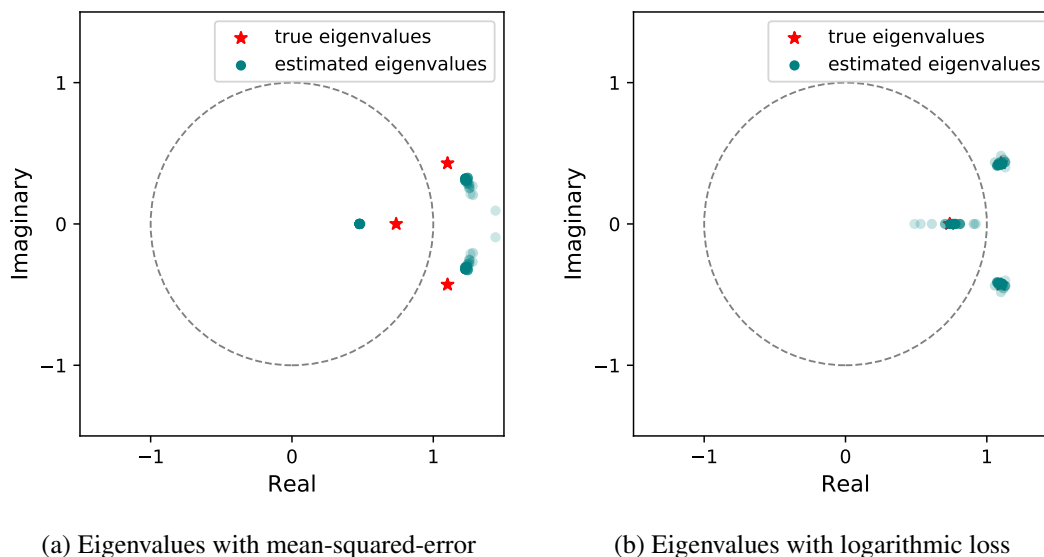 true eigenvalues
estimated eigenvalues
1
0
−1
Imaginary
−1
0
1
Real
(a) Eigenvalues with mean-squared-error
true eigenvalues
estimated eigenvalues
1
0
−1
Imaginary
−1
0
1
Real
(b) Eigenvalues with logarithmic loss